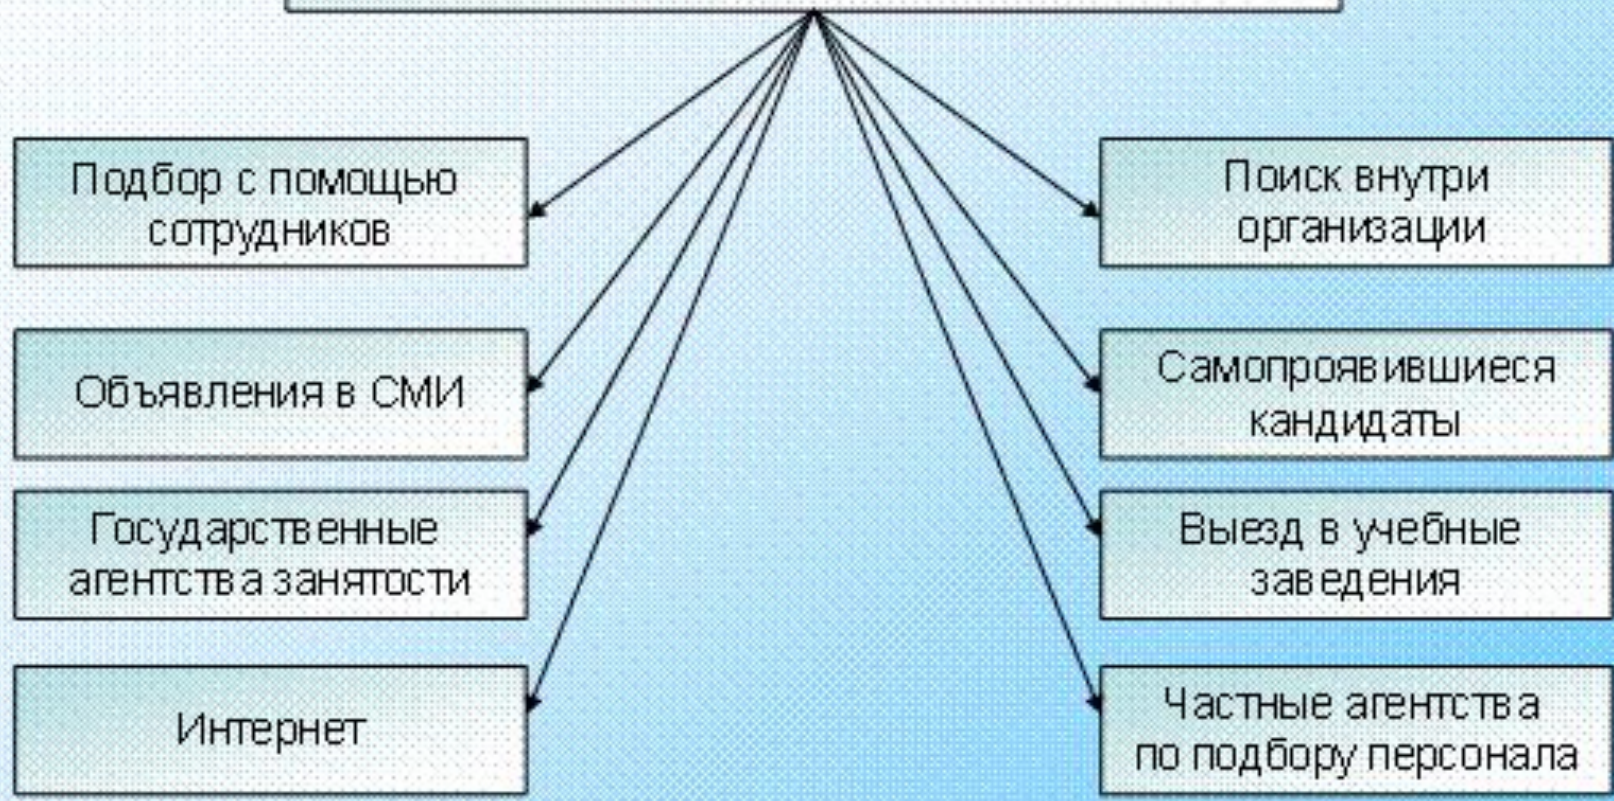 Подбор с помощью
сотрудников
Объявления в СМИ
Государственные
агентства занятости
Интернет
Поиск внутри
организации
Самопроявившиеся
кандидаты
Выезд в учебные
заведения
Частные агентства
по подбору персонала